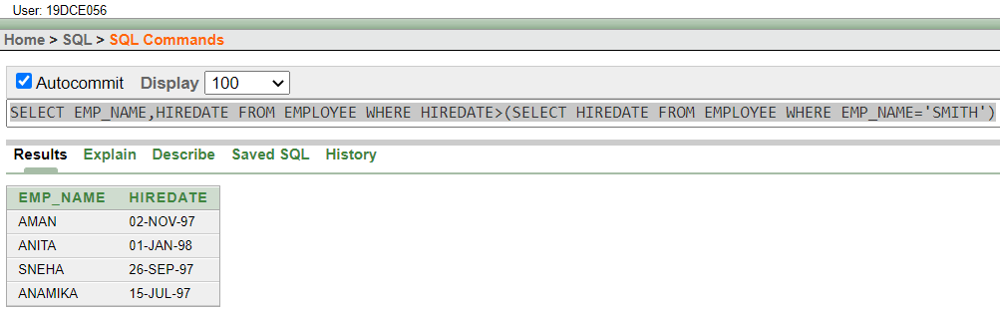 User: 19DCE056
Home > SQL > SQL Commands
Autocommit Display 100
SELECT EMP_NAME,HIREDATE FROM EMPLOYEE WHERE HIREDATE>(SELECT HIREDATE FROM EMPLOYEE WHERE EMP_NAME='SMITH')
Results Explain Describe Saved SQL History
EMP_NAME HIREDATE
AMAN 02-NOV-97
ANITA 01-JAN-98
SNEHA 26-SEP-97
ANAMIKA 15-JUL-97